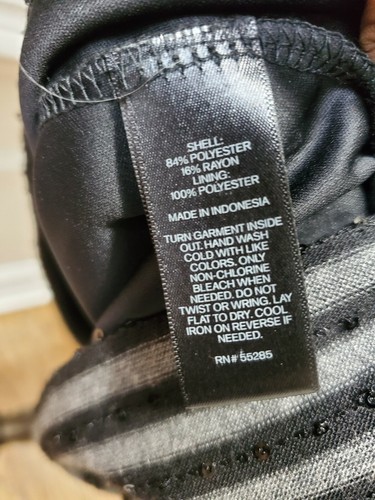 SHELL:
84% POLYESTER
16% RAYON
LINING:
100% POLYESTER
MADE IN INDONESIA
TURN GARMENT INSIDE
OUT. HAND WASH
COLD WITH LIKE
COLORS. ONLY
NON-CHLORINE
BLEACH WHEN
NEEDED. DO NOT
TWIST OR WRING. LAY
FLAT TO DRY. COOL
IRON ON REVERSE IF
NEEDED.
RN# 55285